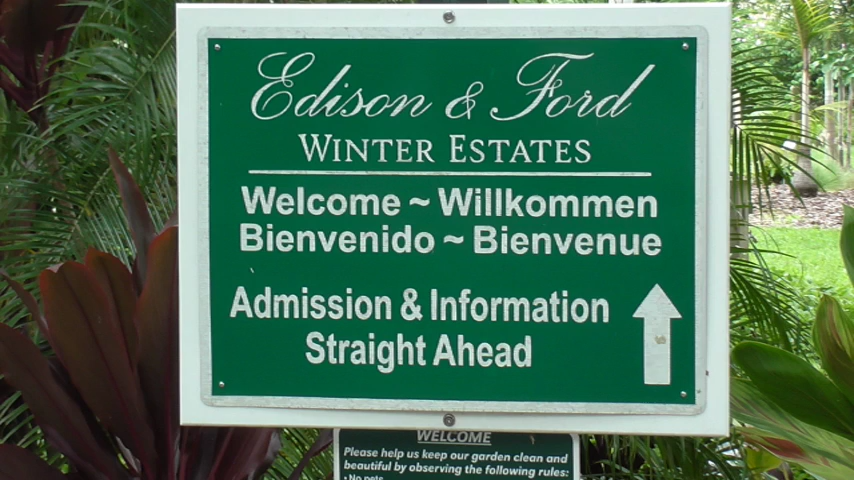 Edison & Ford
WINTER ESTATES
Welcome ~ Willkommen
Bienvenido ~ Bienvenue
Admission & Information
Straight Ahead
WELCOME
Please help us keep our garden clean and
beautiful by observing the following rules:
• No pets